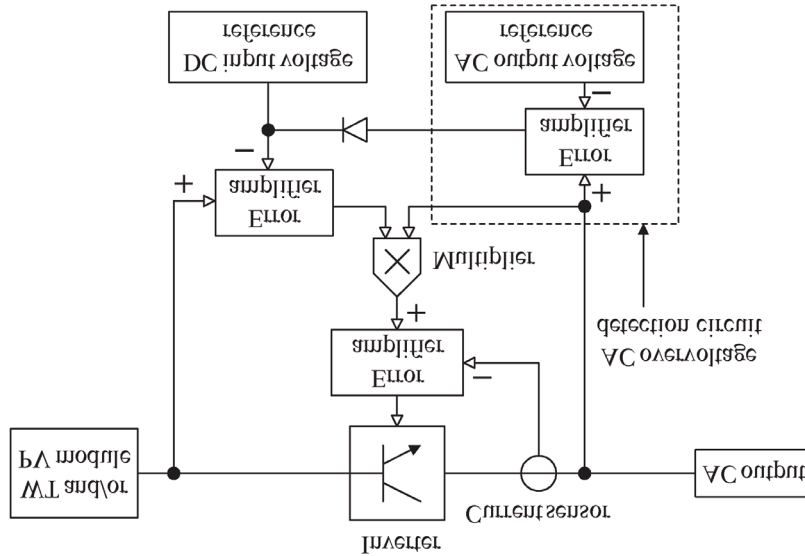 Inverter
Current sensor
WT and/or
PV module
AC output
Error
amplifier
−
+
AC overvoltage
detection circuit
Multiplier
Error
amplifier
+
−
Error
amplifier
+
−
DC input voltage
reference
AC output voltage
reference